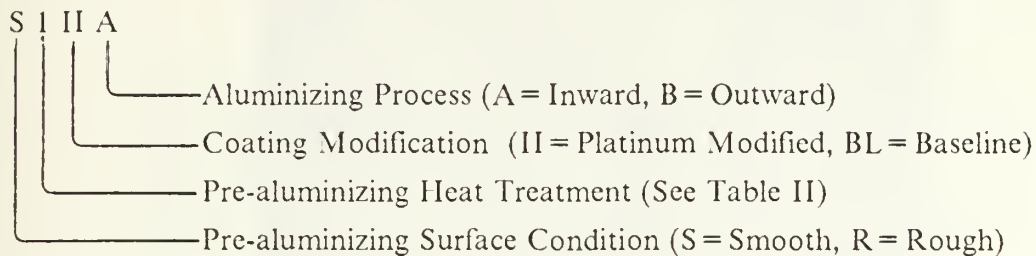 S 1 II A
Aluminizing Process (A = Inward, B = Outward)
Coating Modification (II = Platinum Modified, BL = Baseline)
Pre-aluminizing Heat Treatment (See Table II)
Pre-aluminizing Surface Condition (S = Smooth, R = Rough)